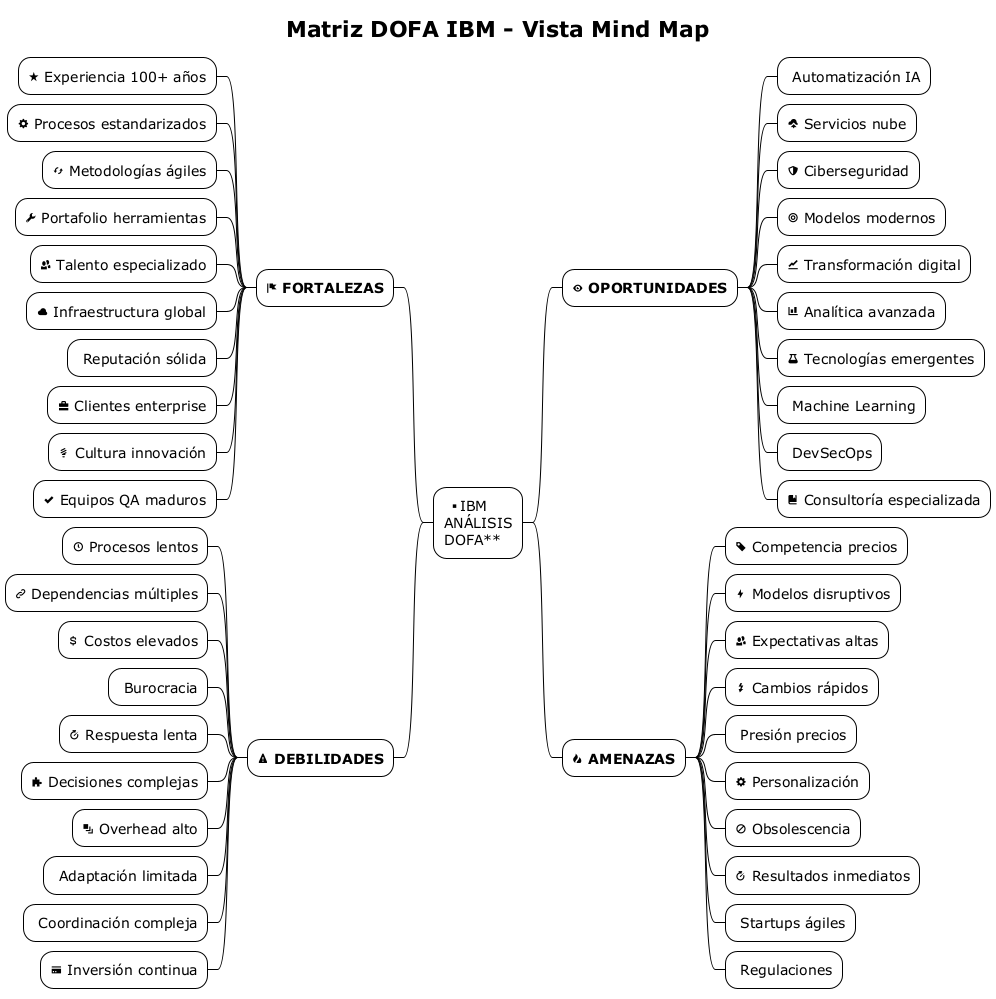 Matriz DOFA IBM - Vista Mind Map
Experiencia 100+ años
Procesos estandarizados
Metodologías ágiles
Portafolio herramientas
Talento especializado
Infraestructura global
Reputación sólida
Clientes enterprise
Cultura innovación
Equipos QA maduros
FORTALEZAS
Procesos lentos
Dependencias múltiples
Costos elevados
Burocracia
Respuesta lenta
Decisiones complejas
Overhead alto
Adaptación limitada
Coordinación compleja
Inversión continua
DEBILIDADES
IBM
ANÁLISIS
DOFA**
OPORTUNIDADES
Automatización IA
Servicios nube
Ciberseguridad
Modelos modernos
Transformación digital
Analítica avanzada
Tecnologías emergentes
Machine Learning
DevSecOps
Consultoría especializada
AMENAZAS
Competencia precios
Modelos disruptivos
Expectativas altas
Cambios rápidos
Presión precios
Personalización
Obsolescencia
Resultados inmediatos
Startups ágiles
Regulaciones